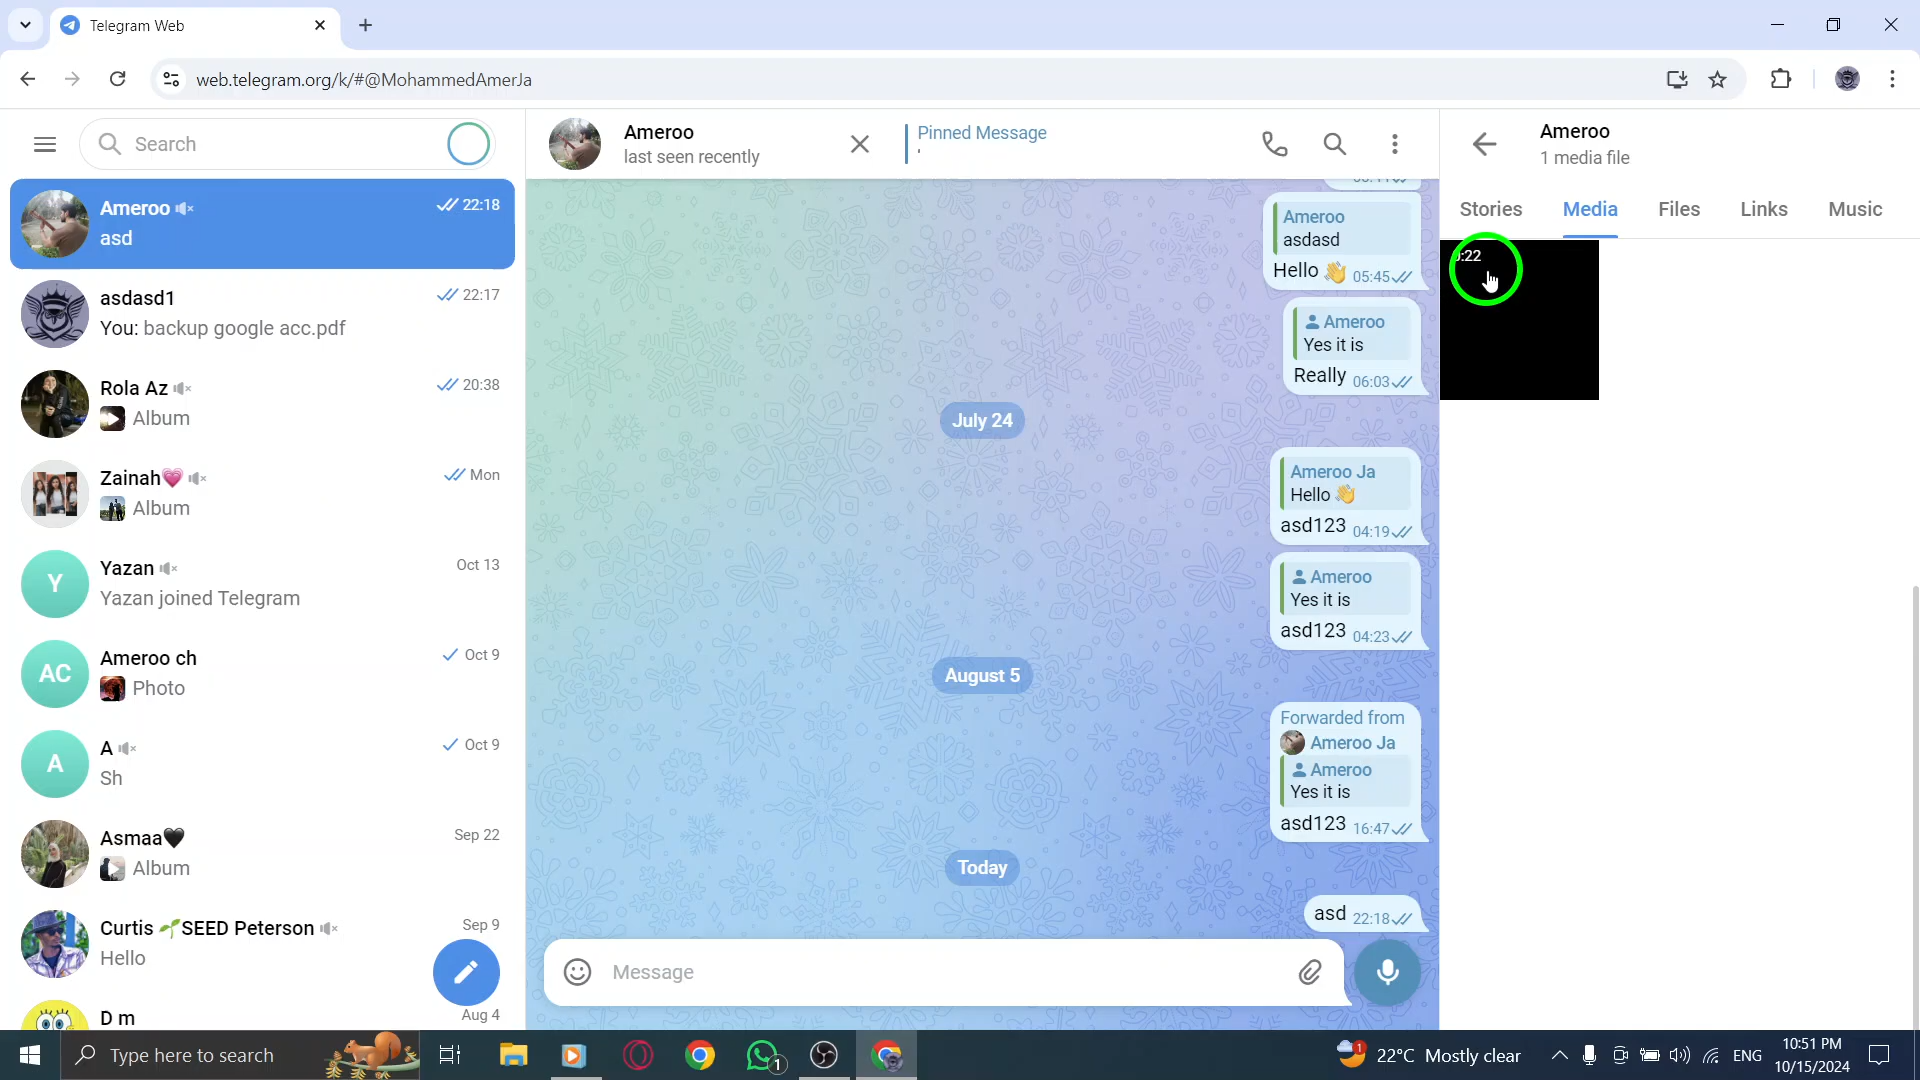 Telegram Web
web.telegram.org/k/#@MohammedAmerJa
Search
Ameroo
22:18
asd
asdasd1
22:17
You: backup google acc.pdf
Rola Az
20:38
Album
Zainah💗
Mon
Album
Y
Yazan
Oct 13
Yazan joined Telegram
AC
Ameroo ch
Oct 9
Photo
A
A
Oct 9
Sh
Asmaa🖤
Sep 22
Album
Curtis 🌱SEED Peterson
Sep 9
Hello
D m
Aug 4
Ameroo
last seen recently
Pinned Message
'
Ameroo
asdasd
Hello 👋 05:45
Ameroo
Yes it is
Really 06:03
July 24
Ameroo Ja
Hello 👋
asd123 04:19
Ameroo
Yes it is
asd123 04:23
August 5
Forwarded from
Ameroo Ja
Ameroo
Yes it is
asd123 16:47
Today
asd 22:18
Message
Ameroo
1 media file
Stories Media Files Links Music
:22
Type here to search
1
1
22°C Mostly clear
ENG
10:51 PM
10/15/2024